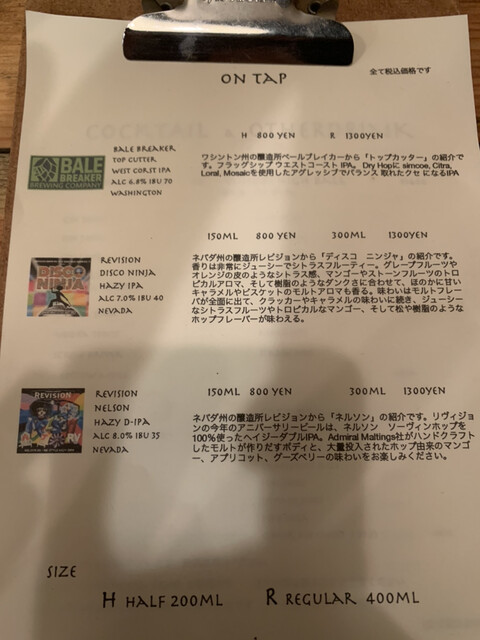 ON TAP
全て税込価格です
H 800 YEN R 1300YEN
BALE BREAKER
TOP CUTTER
WEST CORST IPA
ALC 6.8% IBU 70
WASHINGTON
BALE
BREAKER
BREWING COMPANY
ワシントン州の醸造所ベールブレイカーから「トップカッター」の紹介で
す。フラッグシップ ウエストコースト IPA。 Dry Hopに simcoe, Citra,
Loral, Mosaicを使用したアグレッシブでバランス 取れたクセ になるIPA
150ML 800 YEN 300ML 1300YEN
REVISION
DISCO NINJA
HAZY IPA
ALC 7.0% IBU 40
NEVADA
DISCO
NINJA
ネバダ州の醸造所レビジョンから「ディスコ ニンジャ」の紹介です。
香りは非常にジューシーでシトラスフルーティー。グレープフルーツや
オレンジの皮のようなシトラス感、マンゴーやストーンフルーツのトロ
ピカルアロマ、そして樹脂のようなダンクさに合わせて、ほのかに甘い
キャラメルやビスケットのモルトアロマも香る。味わいはモルトフレー
バが全面に出て、クラッカーやキャラメルの味わいに続き、ジューシー
なシトラスフルーツやトロピカルなマンゴー、そして松や樹脂のような
ホップフレーバーが味わえる。
150ML 800 YEN 300ML 1300YEN
REVISION
NELSON
HAZY D-IPA
ALC 8.0% IBU 35
NEVADA
REVISION
ネバダ州の醸造所レビジョンから「ネルソン」の紹介です。リヴィジョ
ンの今年のアニバーサリービールは、ネルソン ソーヴィンホップを
100%使ったヘイジーダブルIPA。Admiral Maltings社がハンドクラフト
したモルトが作りだすボディと、大量投入されたホップ由来のマンゴ
ー、アプリコット、グーズベリーの味わいをお楽しみください。
SIZE
H HALF 200ML R REGULAR 400ML